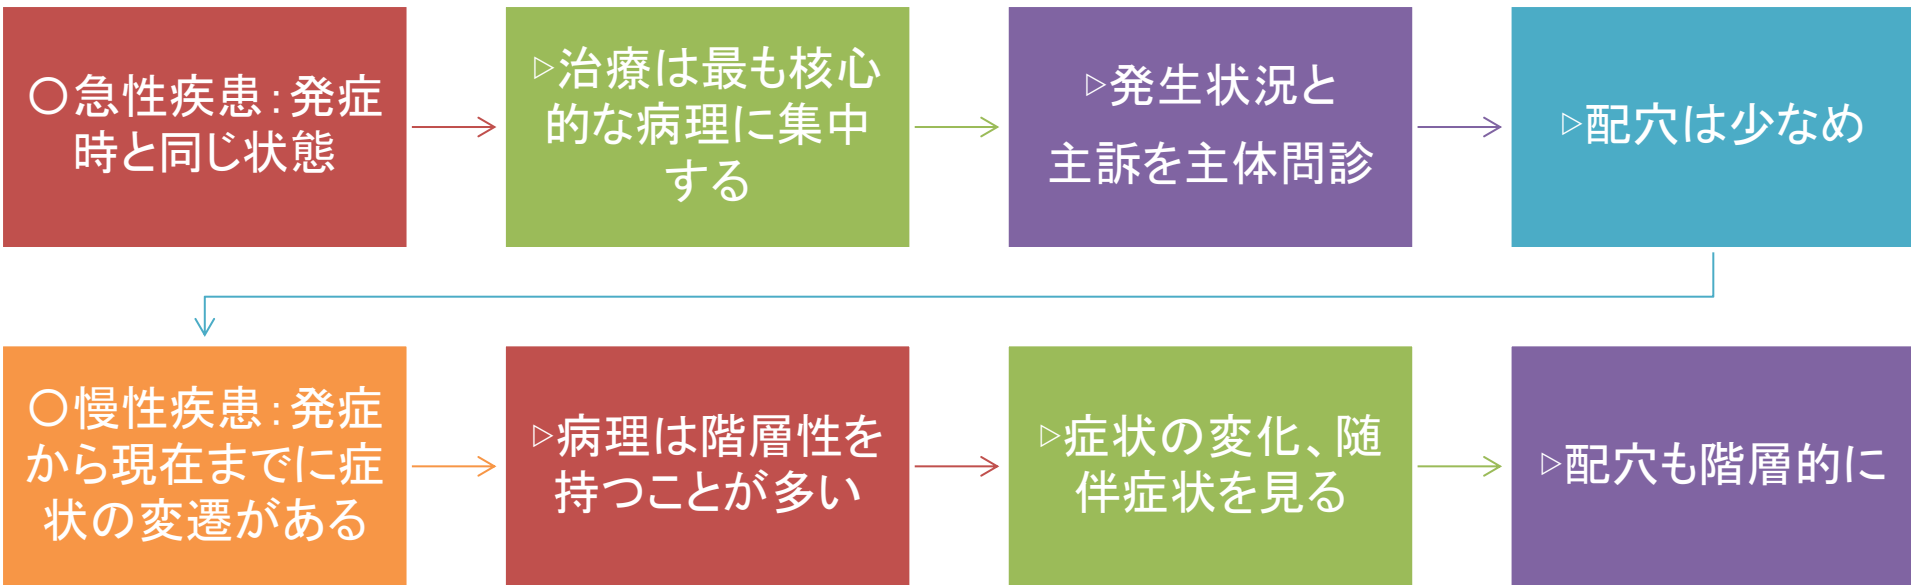 ○急性疾患：発症
時と同じ状態
▷治療は最も核心
的な病理に集中
する
▷発生状況と
主訴を主体問診
▷配穴は少なめ
○慢性疾患：発症
から現在までに症
状の変遷がある
▷病理は階層性を
持つことが多い
▷症状の変化、随
伴症状を見る
▷配穴も階層的に